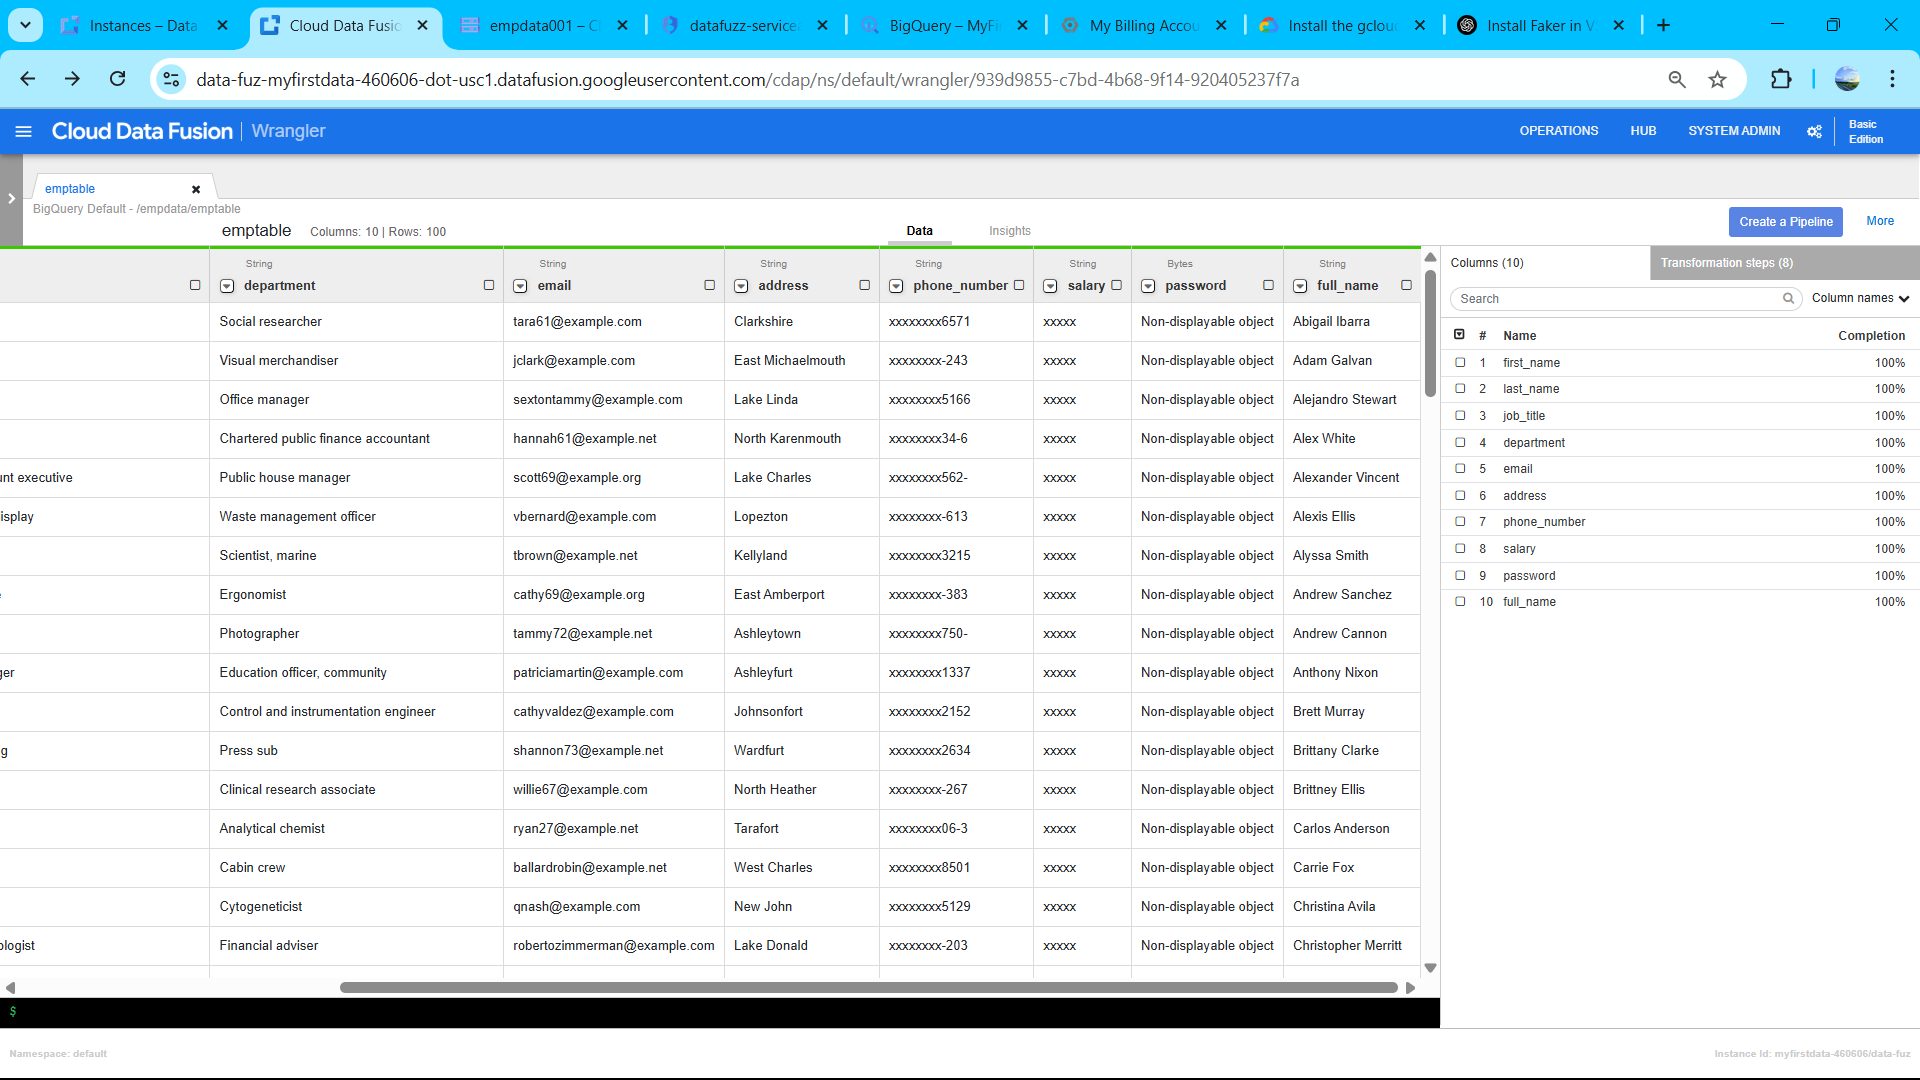 Instances – Data
Cloud Data Fusio
empdata001 – C
datafuzz-service
BigQuery – MyFi
My Billing Accou
Install the gcloud
Install Faker in V
data-fuz-myfirstdata-460606-dot-usc1.datafusion.googleusercontent.com/cdap/ns/default/wrangler/939d9855-c7bd-4b68-9f14-920405237f7a
Cloud Data Fusion | Wrangler
OPERATIONS HUB SYSTEM ADMIN Basic Edition
emptable
BigQuery Default - /empdata/emptable
emptable Columns: 10 | Rows: 100 Data Insights Create a Pipeline More
String String String String String Bytes String
department email address phone_number salary password full_name
Social researcher tara61@example.com Clarkshire xxxxxxxx6571 xxxxx Non-displayable object Abigail Ibarra
Visual merchandiser jclark@example.com East Michaelmouth xxxxxxxx-243 xxxxx Non-displayable object Adam Galvan
Office manager sextontammy@example.com Lake Linda xxxxxxxx5166 xxxxx Non-displayable object Alejandro Stewart
Chartered public finance accountant hannah61@example.net North Karenmouth xxxxxxxx34-6 xxxxx Non-displayable object Alex White
unt executive Public house manager scott69@example.org Lake Charles xxxxxxxx562- xxxxx Non-displayable object Alexander Vincent
isplay Waste management officer vbernard@example.com Lopezton xxxxxxxx-613 xxxxx Non-displayable object Alexis Ellis
Scientist, marine tbrown@example.net Kellyland xxxxxxxx3215 xxxxx Non-displayable object Alyssa Smith
Ergonomist cathy69@example.org East Amberport xxxxxxxx-383 xxxxx Non-displayable object Andrew Sanchez
Photographer tammy72@example.net Ashleytown xxxxxxxx750- xxxxx Non-displayable object Andrew Cannon
ger Education officer, community patriciamartin@example.com Ashleyfurt xxxxxxxx1337 xxxxx Non-displayable object Anthony Nixon
Control and instrumentation engineer cathyvaldez@example.com Johnsonfort xxxxxxxx2152 xxxxx Non-displayable object Brett Murray
g Press sub shannon73@example.net Wardfurt xxxxxxxx2634 xxxxx Non-displayable object Brittany Clarke
Clinical research associate willie67@example.com North Heather xxxxxxxx-267 xxxxx Non-displayable object Brittney Ellis
Analytical chemist ryan27@example.net Tarafort xxxxxxxx06-3 xxxxx Non-displayable object Carlos Anderson
Cabin crew ballardrobin@example.net West Charles xxxxxxxx8501 xxxxx Non-displayable object Carrie Fox
Cytogeneticist qnash@example.com New John xxxxxxxx5129 xxxxx Non-displayable object Christina Avila
ologist Financial adviser robertozimmerman@example.com Lake Donald xxxxxxxx-203 xxxxx Non-displayable object Christopher Merritt
Columns (10) Transformation steps (8)
Search Column names
# Name Completion
1 first_name 100%
2 last_name 100%
3 job_title 100%
4 department 100%
5 email 100%
6 address 100%
7 phone_number 100%
8 salary 100%
9 password 100%
10 full_name 100%
$
Namespace: default
Instance Id: myfirstdata-460606/data-fuz